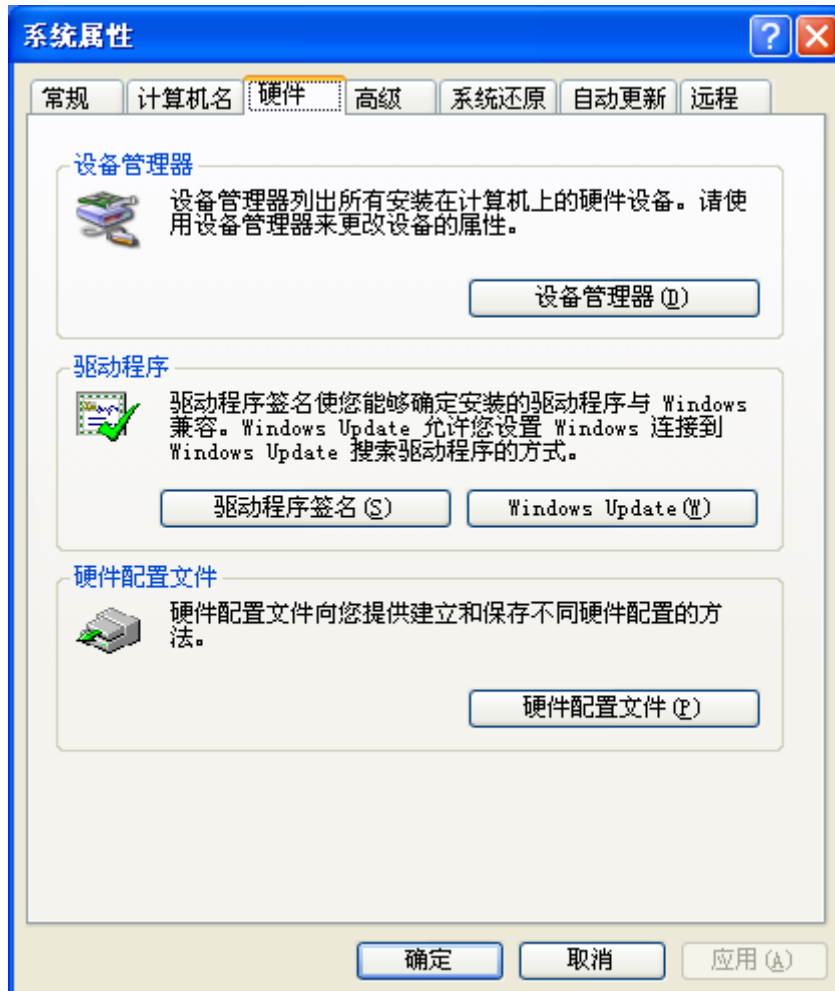 系统属性
常规 计算机名 硬件 高级 系统还原 自动更新 远程
设备管理器
设备管理器列出所有安装在计算机上的硬件设备。请使
用设备管理器来更改设备的属性。
设备管理器(D)
驱动程序
驱动程序签名使您能够确定安装的驱动程序与 Windows
兼容。Windows Update 允许您设置 Windows 连接到
Windows Update 搜索驱动程序的方式。
驱动程序签名(S) Windows Update(W)
硬件配置文件
硬件配置文件向您提供建立和保存不同硬件配置的方
法。
硬件配置文件(P)
确定 取消 应用(A)